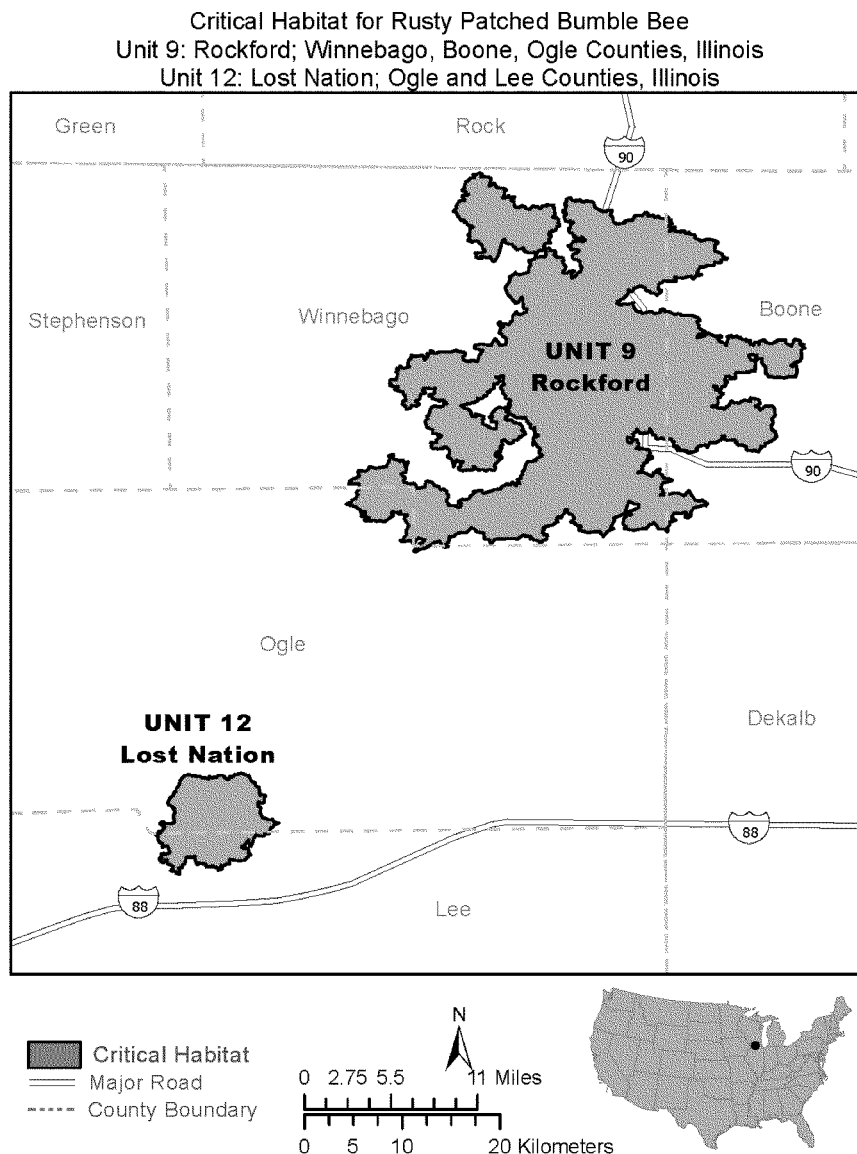 Critical Habitat for Rusty Patched Bumble Bee
Unit 9: Rockford; Winnebago, Boone, Ogle Counties, Illinois
Unit 12: Lost Nation; Ogle and Lee Counties, Illinois
Green
Rock
90
Stephenson
Winnebago
Boone
UNIT 9
Rockford
90
Ogle
UNIT 12
Lost Nation
Dekalb
88
88
Lee
N
Critical Habitat
Major Road
County Boundary
0 2.75 5.5 11 Miles
0 5 10 20 Kilometers